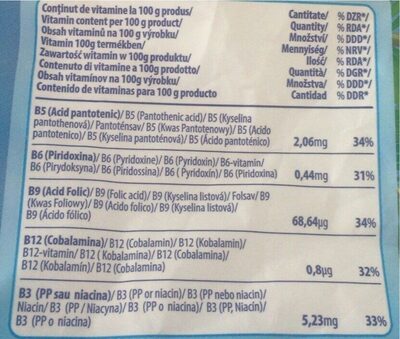 Conținut de vitamine la 100 g produs/ Cantitate/ % DZR*/
Vitamin content per 100 g product/ Quantity/ % RDA*/
Obsah vitamínů na 100 g výrobku/ Množství/ % DDD*/
Vitamin 100g termékben/ Mennyiség/ % NRV*/
Zawartość witamin w 100g produktu/ Ilość/ % RDA*/
Contenuto di vitamine a 100g prodotto/ Quantità/ % DGR*/
Obsah vitamínov na 100g výrobku/ Množstva/ % DDD*/
Contenido de vitaminas para 100 g producto Cantidad % DDR*
B5 (Acid pantotenic)/ B5 (Pantothenic acid)/ B5 (Kyselina
pantothenová)/ Pantoténsav/ B5 (Kwas Pantotenowy)/ B5 (Acido
pantotenico)/ B5 (Kyselina panténová)/ B5 (Ácido pantoténico) 2,06mg 34%
B6 (Piridoxina)/ B6 (Pyridoxine)/ B6 (Pyridoxin)/ B6-vitamin/
B6 (Pirydoksyna)/ B6 (Piridossina)/ B6 ( Pyridoxín)/ B6 (Piridoxina) 0,44mg 31%
B9 (Acid Folic)/ B9 (Folic acid)/ B9 (Kyselina listová)/ Folsav/ B9
(Kwas Foliowy)/ B9 (Acido folico)/ B9 (Kyselina listová)/
B9 (Ácido fólico) 68,64µg 34%
B12 (Cobalamina)/ B12 (Cobalamin)/ B12 (Kobalamin)/
B12-vitamin/ B12 ( Kobalamina)/ B12 (Cobalamina)/
B12 (Kobalamín)/ B12 (Cobalamina) 0,8µg 32%
B3 (PP sau niacina)/ B3 (PP or niacin)/ B3 (PP nebo niacin)/
Niacin/ B3 (PP / Niacyna)/ B3 (PP o niacina)/ B3 (PP, Niacín)/
B3 (PP o niacina) 5,23mg 33%